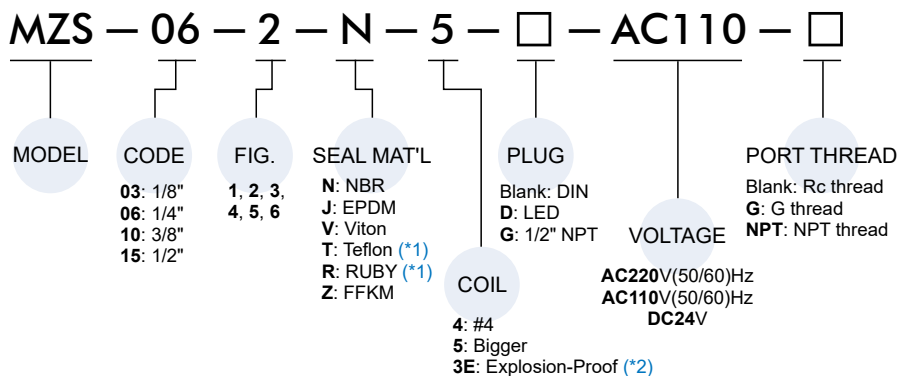 MZS – 06 – 2 – N – 5 – □ – AC110 – □
MODEL
CODE
03: 1/8"
06: 1/4"
10: 3/8"
15: 1/2"
FIG.
1, 2, 3,
4, 5, 6
SEAL MAT'L
N: NBR
J: EPDM
V: Viton
T: Teflon (*1)
R: RUBY (*1)
Z: FFKM
COIL
4: #4
5: Bigger
3E: Explosion-Proof (*2)
PLUG
Blank: DIN
D: LED
G: 1/2" NPT
VOLTAGE
AC220V(50/60)Hz
AC110V(50/60)Hz
DC24V
PORT THREAD
Blank: Rc thread
G: G thread
NPT: NPT thread